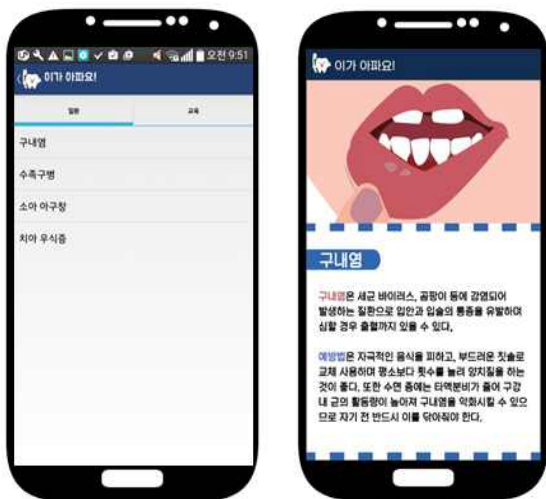 오전 9:51
이가 아파요!
일반
교육
구내염
수족구병
소아 아구창
치아 우식증
이가 아파요!
구내염
구내염은 세균 바이러스, 곰팡이 등에 감염되어
발생하는 질환으로 입안과 입술의 통증을 유발하며
심할 경우 출혈까지 있을 수 있다.
예방법은 자극적인 음식을 피하고, 부드러운 칫솔로
교체 사용하며 평소보다 횟수를 늘려 양치질을 하는
것이 좋다. 또한 수면 중에는 타액분비가 줄어 구강
내 균의 활동량이 높아져 구내염을 악화시킬 수 있으
므로 자기 전 반드시 이를 닦아줘야 한다.